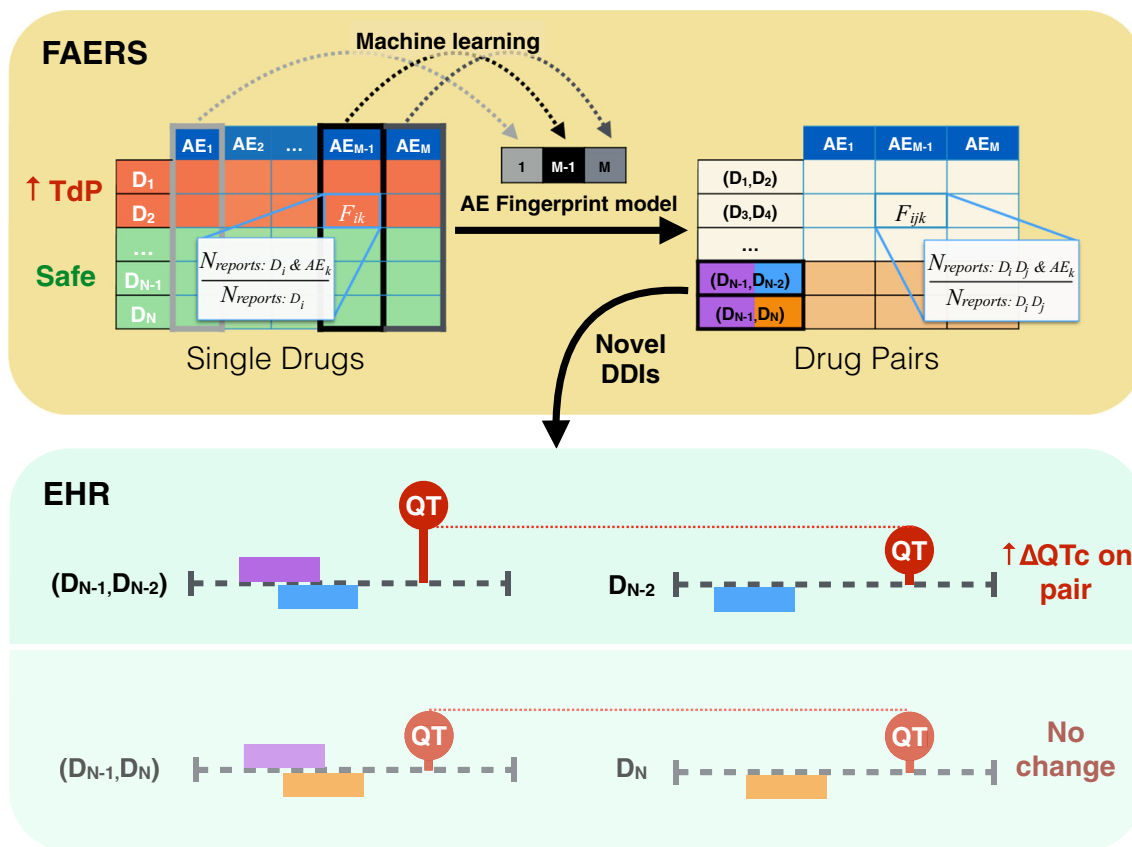 FAERS
Machine learning
AE1 AE2 … AEM-1 AEM
1 M-1 M
AE Fingerprint model
↑ TdP
Safe
D1
D2
…
DN-1
DN
Fik
Nreports: Di & AEk
Nreports: Di
Single Drugs
AE1 AEM-1 AEM
(D1,D2)
(D3,D4)
…
(DN-1,DN-2)
(DN-1,DN)
Fijk
Nreports: Di Dj & AEk
Nreports: Di Dj
Drug Pairs
Novel
DDIs
EHR
(DN-1,DN-2)
QT
DN-2
QT
↑ ΔQTc on
pair
(DN-1,DN)
QT
DN
QT
No
change